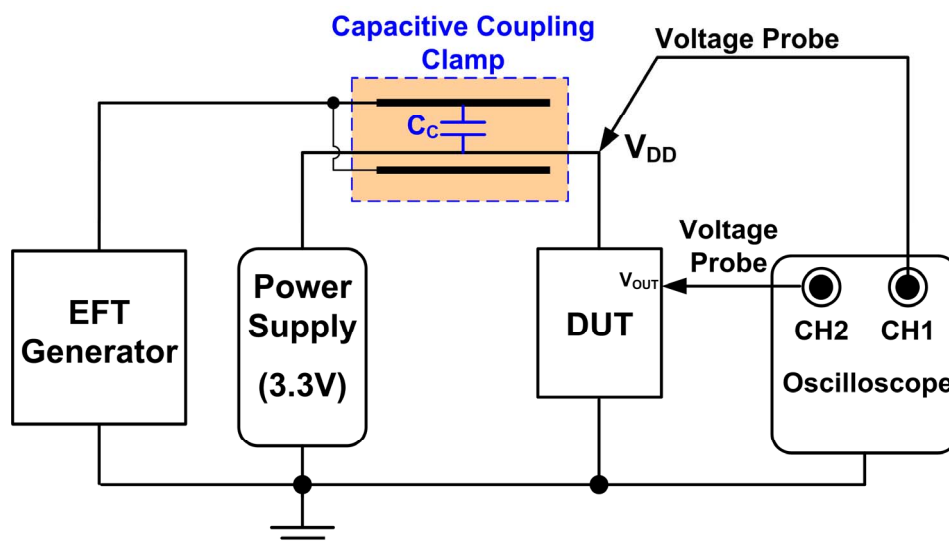 Capacitive Coupling
Clamp
Voltage Probe
CC
VDD
EFT
Generator
Power
Supply
(3.3V)
Voltage
Probe
VOUT
DUT
CH2
CH1
Oscilloscope